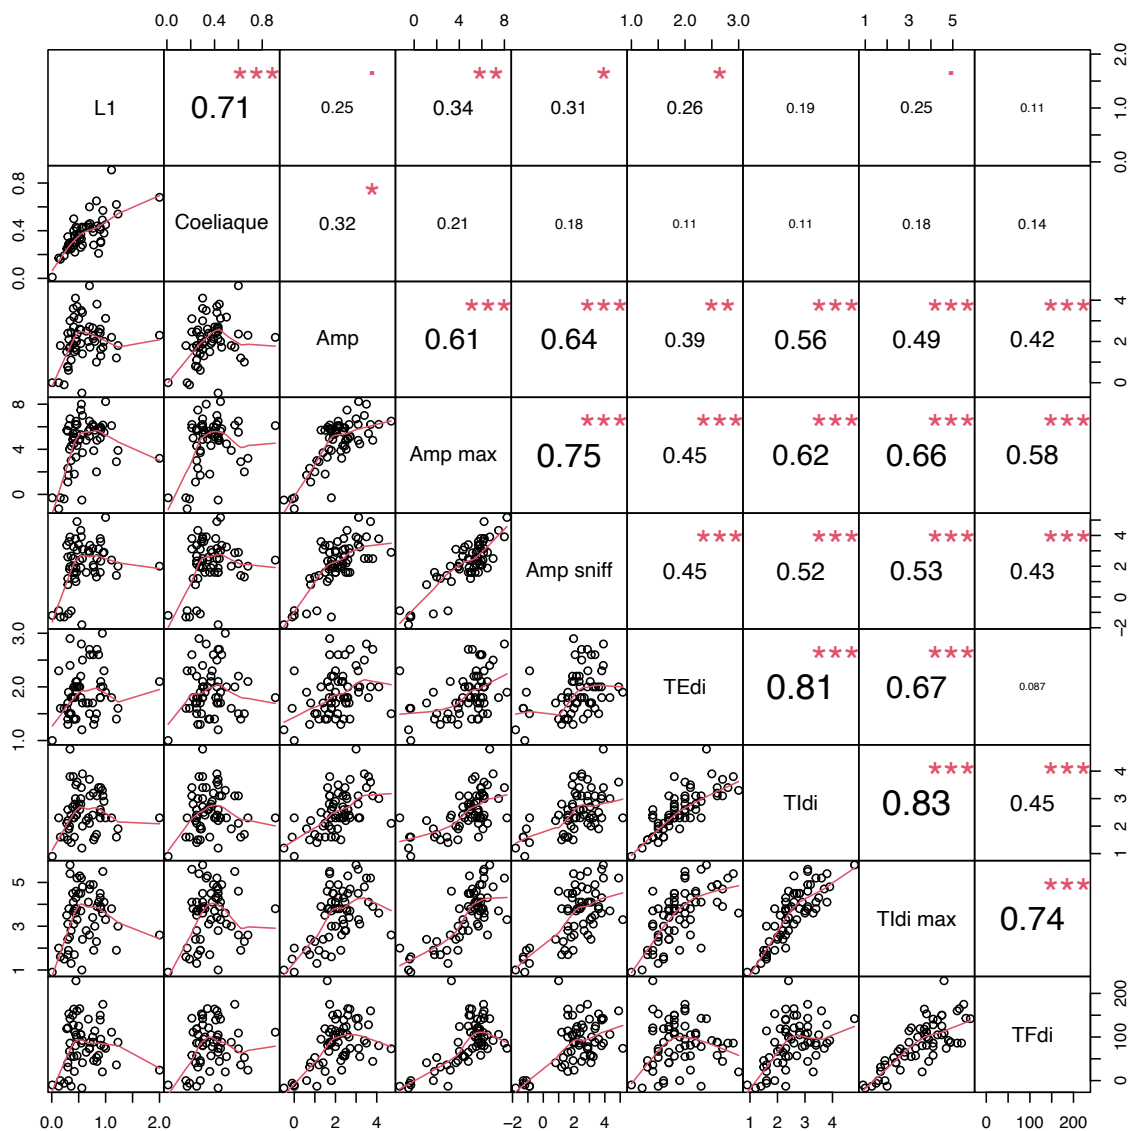 0.0 0.4 0.8 0 4 8 1.0 2.0 3.0 1 3 5
L1 0.71 *** 0.25 . 0.34 ** 0.31 * 0.26 * 0.19 0.25 . 0.11 0.0 1.0 2.0
0.0 0.4 0.8 Coeliaque 0.32 * 0.21 0.18 0.11 0.11 0.18 0.14
Amp 0.61 *** 0.64 *** 0.39 ** 0.56 *** 0.49 *** 0.42 *** 0 2 4
0 4 8 Amp max 0.75 *** 0.45 *** 0.62 *** 0.66 *** 0.58 ***
Amp sniff 0.45 *** 0.52 *** 0.53 *** 0.43 *** −2 0 2 4
1.0 2.0 3.0 TEdi 0.81 *** 0.67 *** 0.087
TIdi 0.83 *** 0.45 *** 1 2 3 4
1 3 5 TIdi max 0.74 ***
TFdi 0 100 200
0.0 1.0 2.0 0 2 4 −2 0 2 4 1 2 3 4 0 100 200